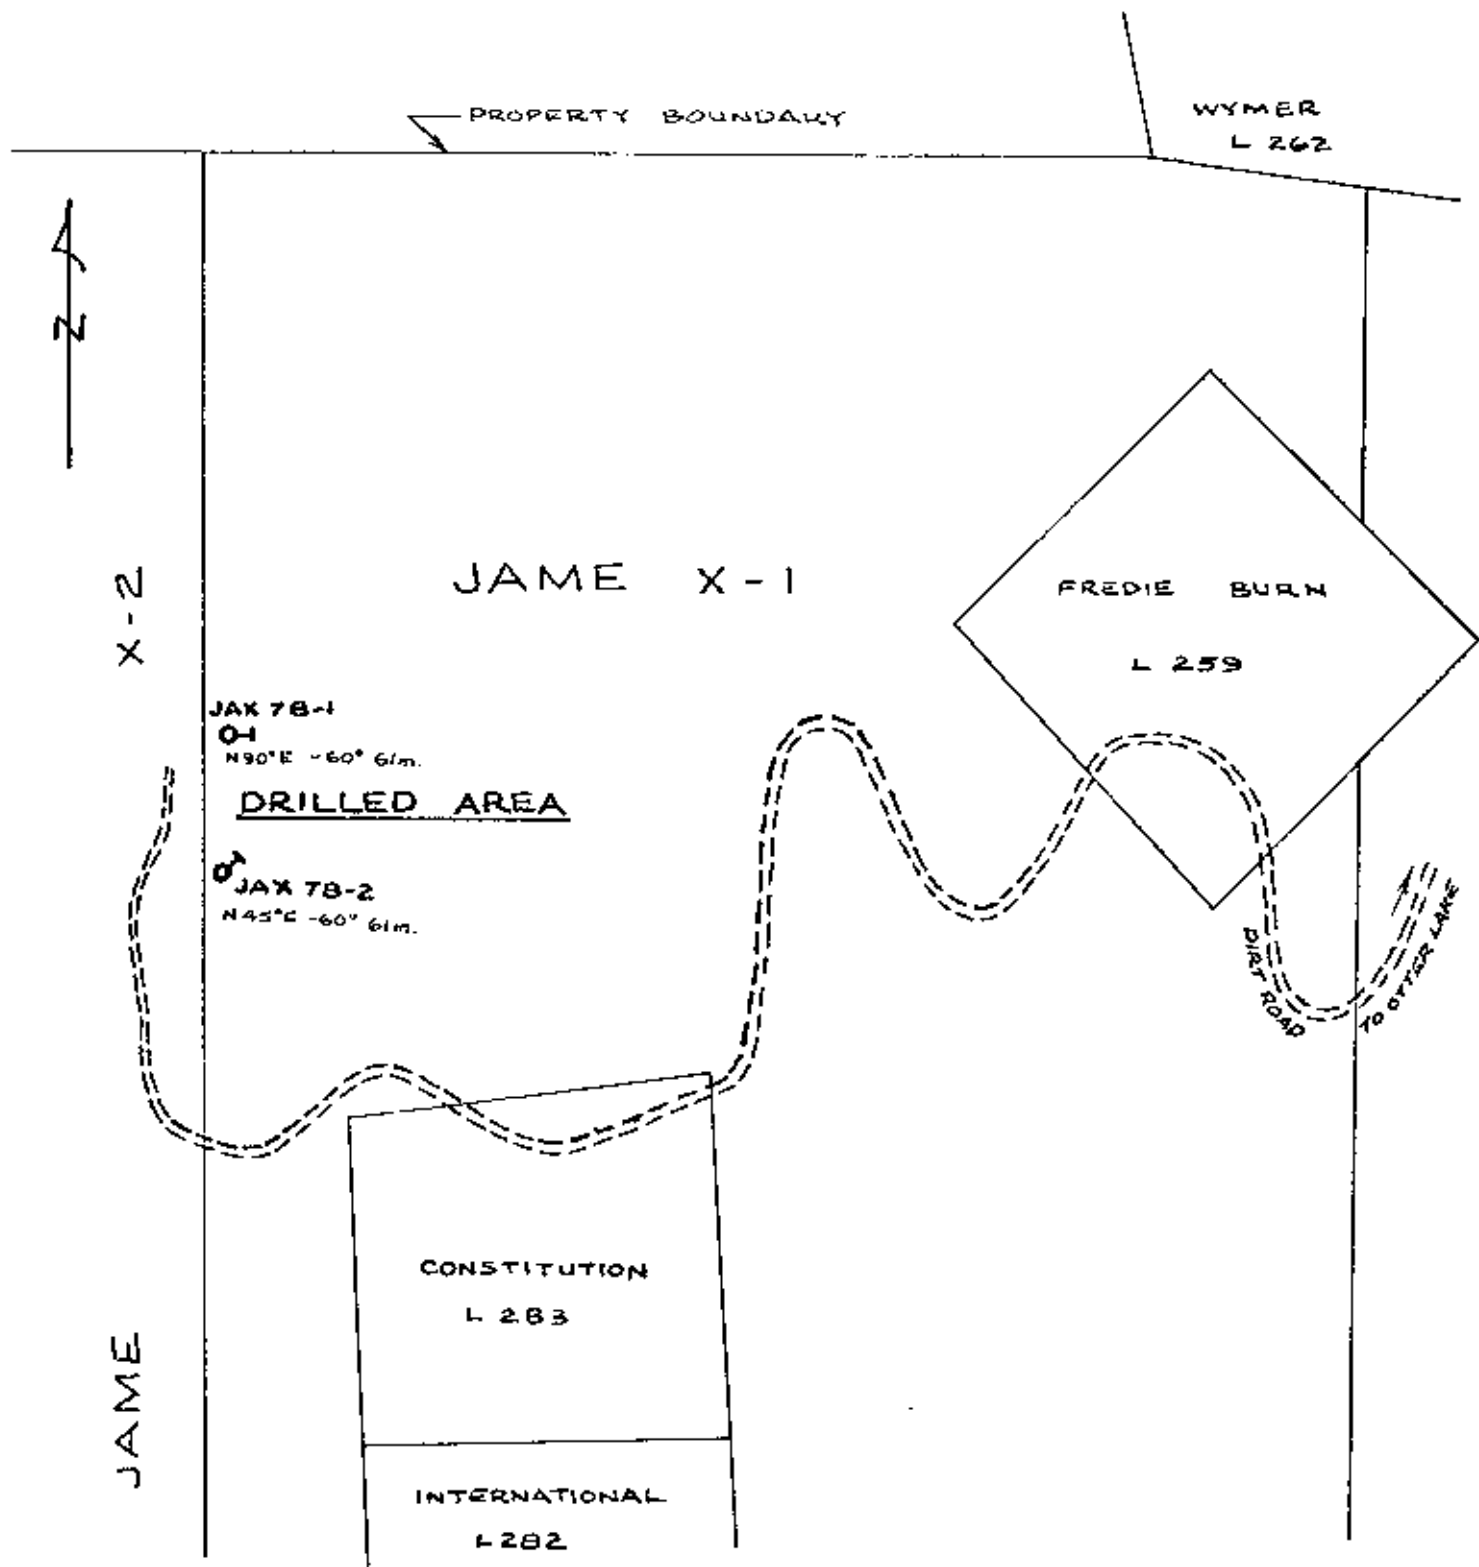 PROPERTY BOUNDARY
WYMER
L 262
N
JAME X-1
X-2
FREDIE BURN
L 259
JAX 78-1
N90°E -60° 61m.
DRILLED AREA
JAX 78-2
N45°E -60° 61m.
DIRT ROAD
TO OTTER LAKE
CONSTITUTION
L 283
JAME
INTERNATIONAL
L 282